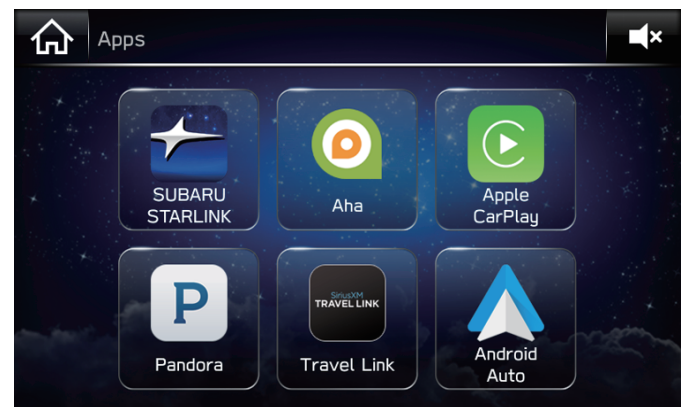 Apps
SUBARU
STARLINK
Aha
Apple
CarPlay
P
SiriusXM
TRAVEL LINK
Pandora
Travel Link
Android
Auto